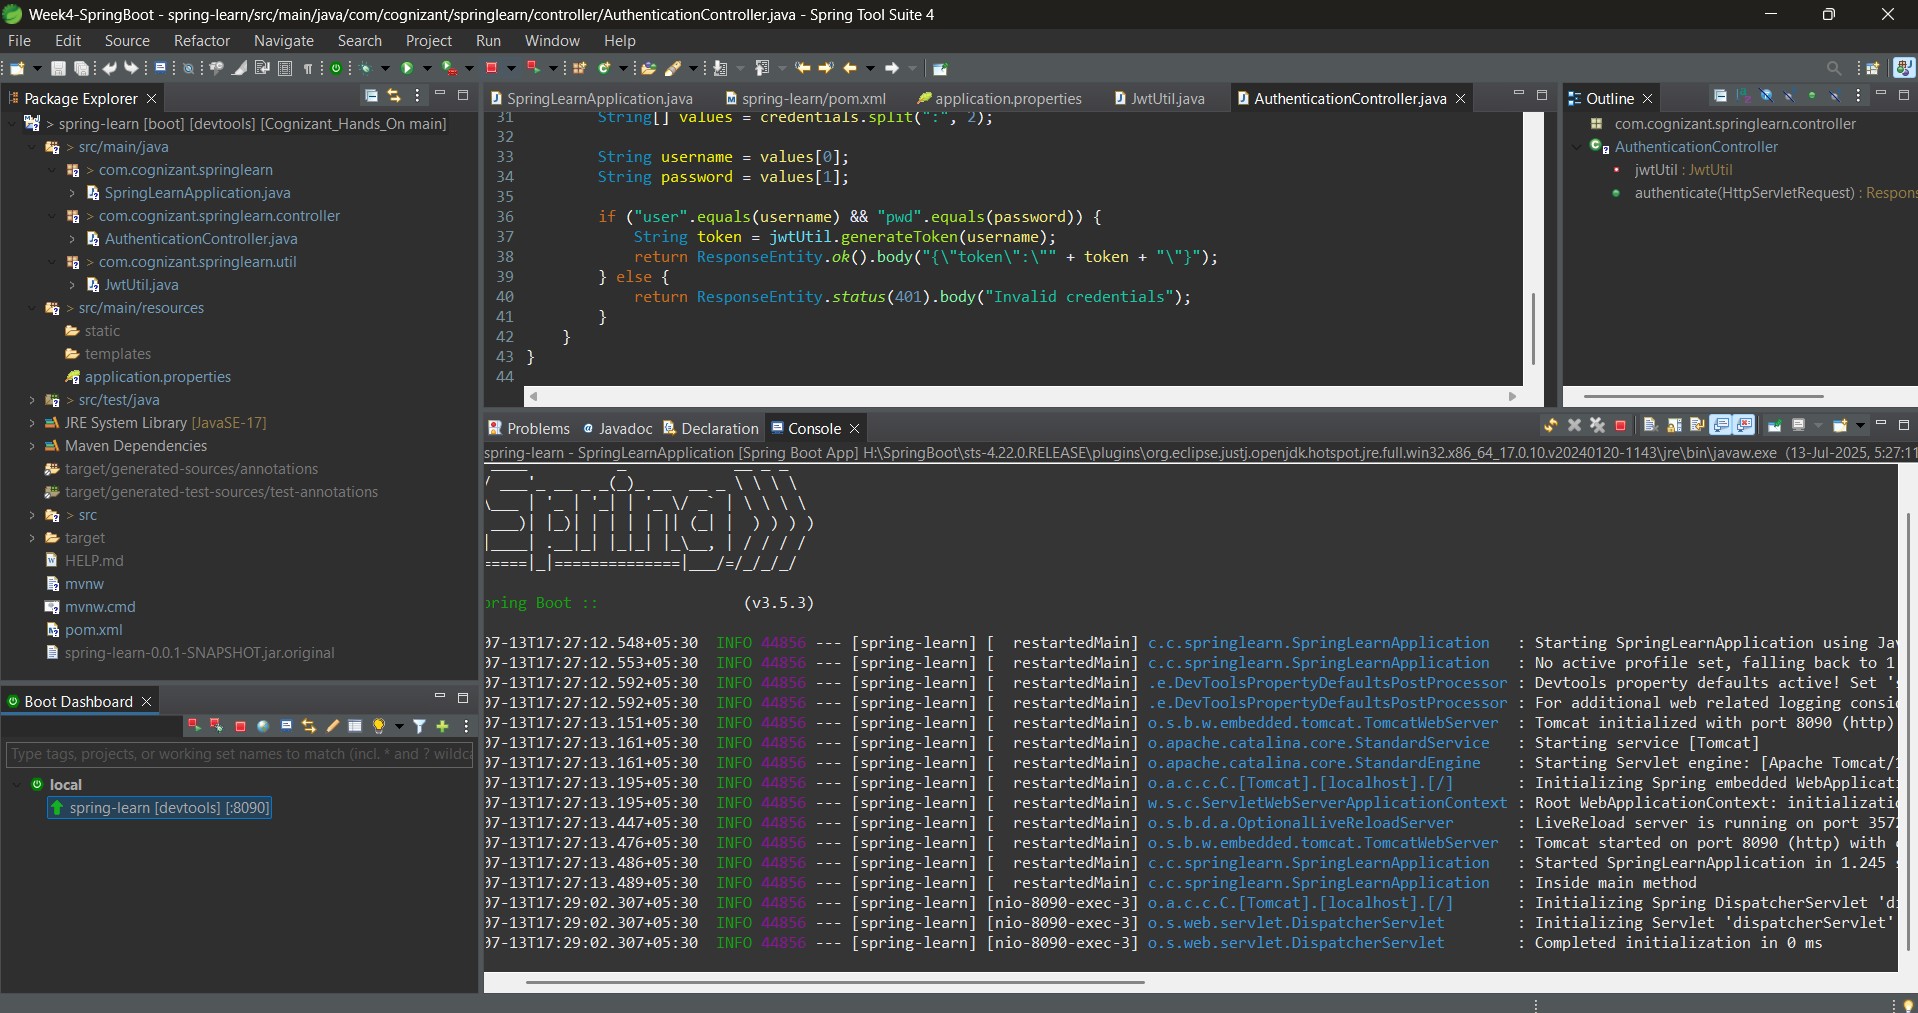 Week4-SpringBoot - spring-learn/src/main/java/com/cognizant/springlearn/controller/AuthenticationController.java - Spring Tool Suite 4
File Edit Source Refactor Navigate Search Project Run Window Help
Package Explorer
> spring-learn [boot] [devtools] [Cognizant_Hands_On main]
> src/main/java
> com.cognizant.springlearn
SpringLearnApplication.java
> com.cognizant.springlearn.controller
AuthenticationController.java
> com.cognizant.springlearn.util
JwtUtil.java
> src/main/resources
static
templates
application.properties
> src/test/java
JRE System Library [JavaSE-17]
Maven Dependencies
target/generated-sources/annotations
target/generated-test-sources/test-annotations
> src
target
HELP.md
mvnw
mvnw.cmd
pom.xml
spring-learn-0.0.1-SNAPSHOT.jar.original
Boot Dashboard
Type tags, projects, or working set names to match (incl. * and ? wildc
local
spring-learn [devtools] [:8090]
SpringLearnApplication.java spring-learn/pom.xml application.properties JwtUtil.java AuthenticationController.java
31 String[] values = credentials.split(":", 2);
32
33 String username = values[0];
34 String password = values[1];
35
36 if ("user".equals(username) && "pwd".equals(password)) {
37 String token = jwtUtil.generateToken(username);
38 return ResponseEntity.ok().body("{\"token\":\"" + token + "\"}");
39 } else {
40 return ResponseEntity.status(401).body("Invalid credentials");
41 }
42 }
43 }
44
Outline
com.cognizant.springlearn.controller
AuthenticationController
jwtUtil : JwtUtil
authenticate(HttpServletRequest) : Respons
Problems Javadoc Declaration Console
spring-learn - SpringLearnApplication [Spring Boot App] H:\SpringBoot\sts-4.22.0.RELEASE\plugins\org.eclipse.justj.openjdk.hotspot.jre.full.win32.x86_64_17.0.10.v20240120-1143\jre\bin\javaw.exe (13-Jul-2025, 5:27:11
pring Boot :: (v3.5.3)
07-13T17:27:12.548+05:30 INFO 44856 --- [spring-learn] [ restartedMain] c.c.springlearn.SpringLearnApplication : Starting SpringLearnApplication using Jav
07-13T17:27:12.553+05:30 INFO 44856 --- [spring-learn] [ restartedMain] c.c.springlearn.SpringLearnApplication : No active profile set, falling back to 1
07-13T17:27:12.592+05:30 INFO 44856 --- [spring-learn] [ restartedMain] .e.DevToolsPropertyDefaultsPostProcessor : Devtools property defaults active! Set 's
07-13T17:27:12.592+05:30 INFO 44856 --- [spring-learn] [ restartedMain] .e.DevToolsPropertyDefaultsPostProcessor : For additional web related logging consi
07-13T17:27:13.151+05:30 INFO 44856 --- [spring-learn] [ restartedMain] o.s.b.w.embedded.tomcat.TomcatWebServer : Tomcat initialized with port 8090 (http)
07-13T17:27:13.161+05:30 INFO 44856 --- [spring-learn] [ restartedMain] o.apache.catalina.core.StandardService : Starting service [Tomcat]
07-13T17:27:13.161+05:30 INFO 44856 --- [spring-learn] [ restartedMain] o.apache.catalina.core.StandardEngine : Starting Servlet engine: [Apache Tomcat/1
07-13T17:27:13.195+05:30 INFO 44856 --- [spring-learn] [ restartedMain] o.a.c.c.C.[Tomcat].[localhost].[/] : Initializing Spring embedded WebApplicat
07-13T17:27:13.195+05:30 INFO 44856 --- [spring-learn] [ restartedMain] w.s.c.ServletWebServerApplicationContext : Root WebApplicationContext: initializati
07-13T17:27:13.447+05:30 INFO 44856 --- [spring-learn] [ restartedMain] o.s.b.d.a.OptionalLiveReloadServer : LiveReload server is running on port 3572
07-13T17:27:13.476+05:30 INFO 44856 --- [spring-learn] [ restartedMain] o.s.b.w.embedded.tomcat.TomcatWebServer : Tomcat started on port 8090 (http) with c
07-13T17:27:13.486+05:30 INFO 44856 --- [spring-learn] [ restartedMain] c.c.springlearn.SpringLearnApplication : Started SpringLearnApplication in 1.245 s
07-13T17:27:13.489+05:30 INFO 44856 --- [spring-learn] [ restartedMain] c.c.springlearn.SpringLearnApplication : Inside main method
07-13T17:29:02.307+05:30 INFO 44856 --- [spring-learn] [nio-8090-exec-3] o.a.c.c.C.[Tomcat].[localhost].[/] : Initializing Spring DispatcherServlet 'di
07-13T17:29:02.307+05:30 INFO 44856 --- [spring-learn] [nio-8090-exec-3] o.s.web.servlet.DispatcherServlet : Initializing Servlet 'dispatcherServlet'
07-13T17:29:02.307+05:30 INFO 44856 --- [spring-learn] [nio-8090-exec-3] o.s.web.servlet.DispatcherServlet : Completed initialization in 0 ms